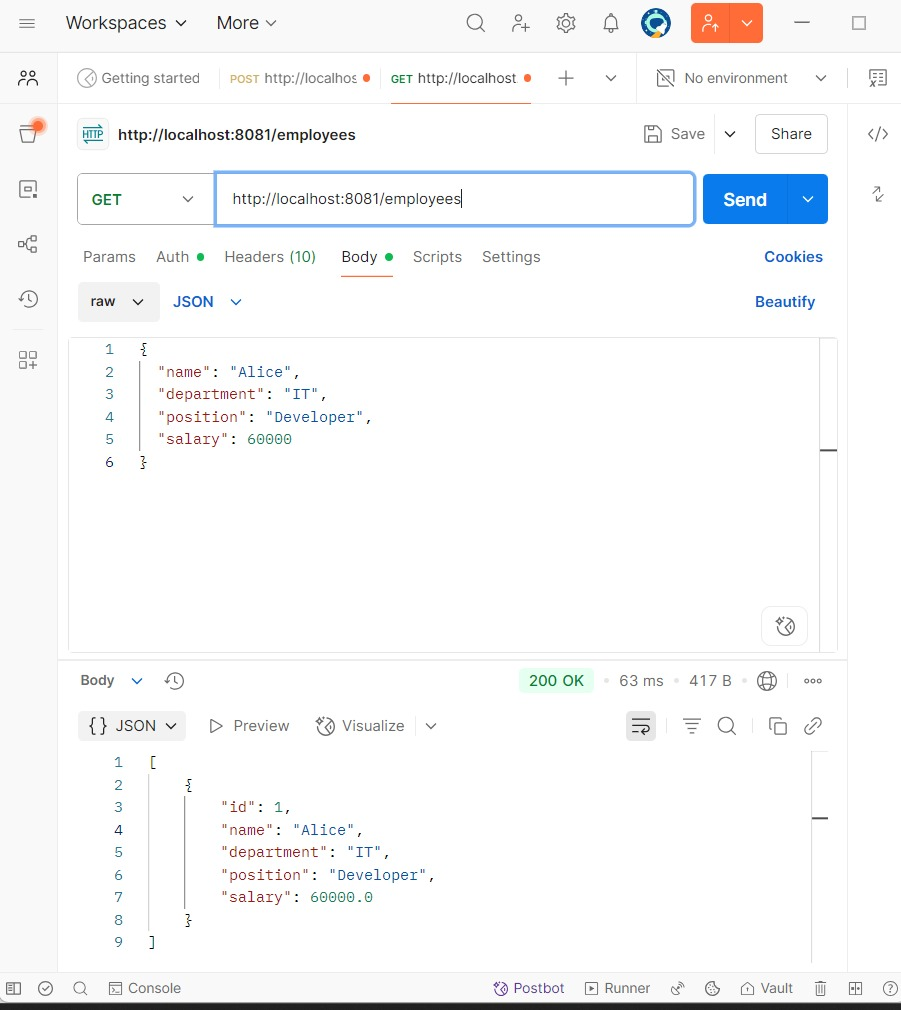 Workspaces More
Getting started POST http://localhos GET http://localhost No environment
HTTP http://localhost:8081/employees Save Share
GET http://localhost:8081/employees Send
Params Auth Headers (10) Body Scripts Settings Cookies
raw JSON Beautify
1 {
2 "name": "Alice",
3 "department": "IT",
4 "position": "Developer",
5 "salary": 60000
6 }
Body 200 OK 63 ms 417 B
{} JSON Preview Visualize
1 [
2 {
3 "id": 1,
4 "name": "Alice",
5 "department": "IT",
6 "position": "Developer",
7 "salary": 60000.0
8 }
9 ]
Console Postbot Runner Vault